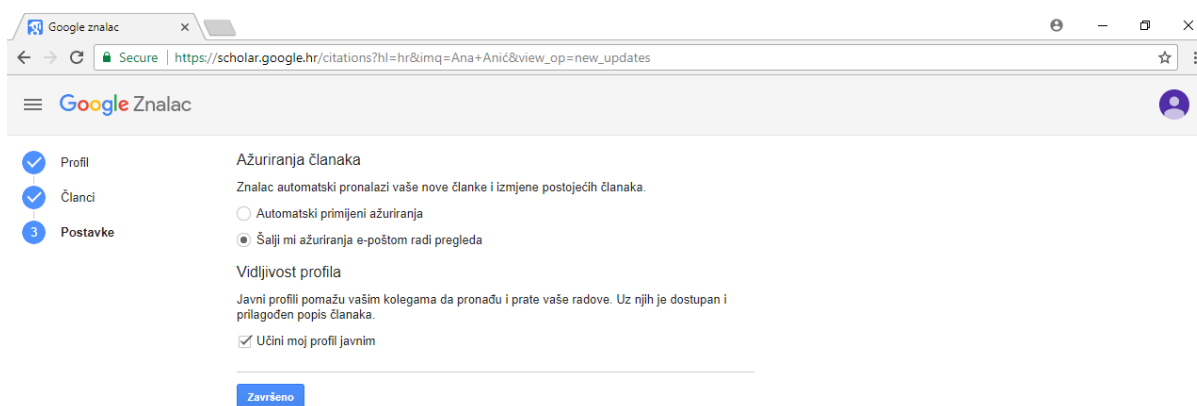 Google znalac
Secure | https://scholar.google.hr/citations?hl=hr&imq=Ana+Anić&view_op=new_updates
Google Znalac
Profil
Članci
3 Postavke
Ažuriranja članaka
Znalac automatski pronalazi vaše nove članke i izmjene postojećih članaka.
Automatski primijeni ažuriranja
Šalji mi ažuriranja e-poštom radi pregleda
Vidljivost profila
Javni profili pomažu vašim kolegama da pronađu i prate vaše radove. Uz njih je dostupan i
prilagođen popis članaka.
Učini moj profil javnim
Završeno